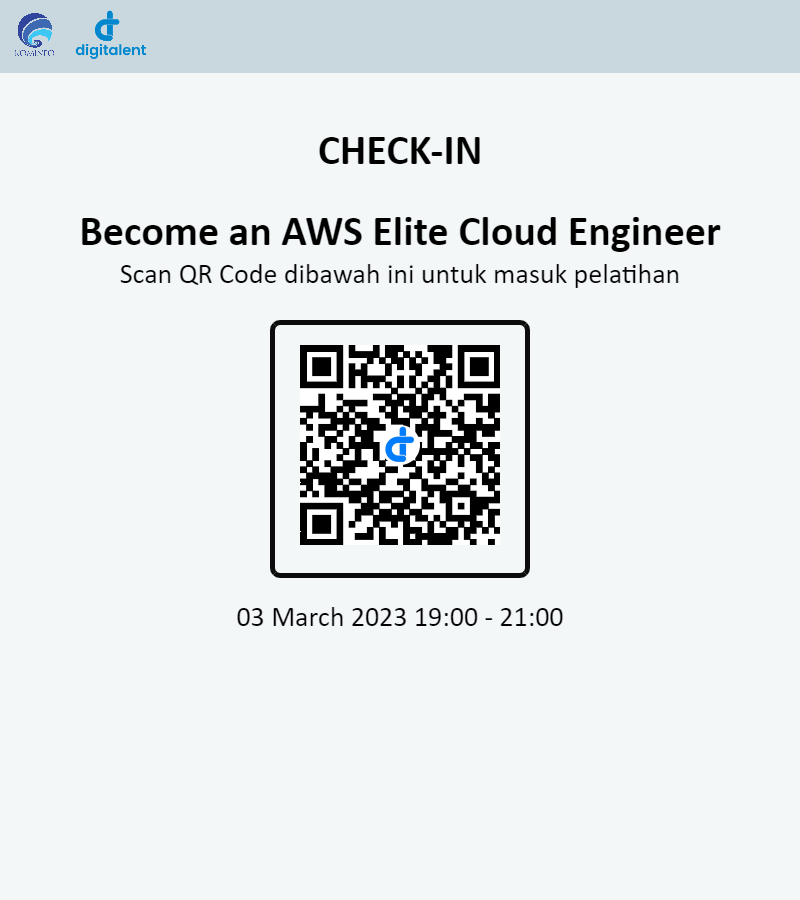 KOMINFO
digitalent
CHECK-IN
Become an AWS Elite Cloud Engineer
Scan QR Code dibawah ini untuk masuk pelatihan
03 March 2023 19:00 - 21:00